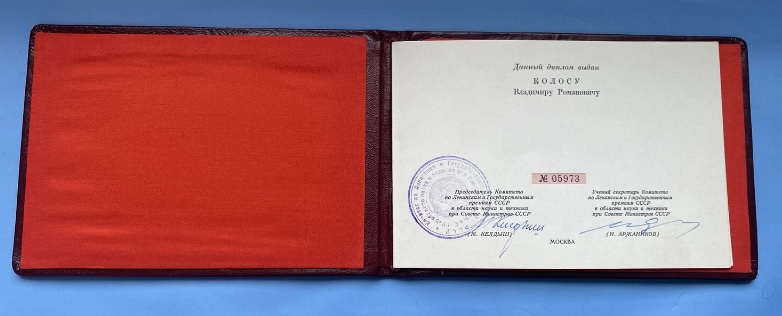 Данный диплом выдан
КОЛОСУ
Владимиру Романовичу
№ 05973
Председатель Комитета
по Ленинским и Государственным
премиям СССР
в области науки и техники
при Совете Министров СССР
(М. КЕЛДЫШ)
Ученый секретарь Комитета
по Ленинским и Государственным
премиям СССР
в области науки и техники
при Совете Министров СССР
(И. АРЖАНИКОВ)
МОСКВА